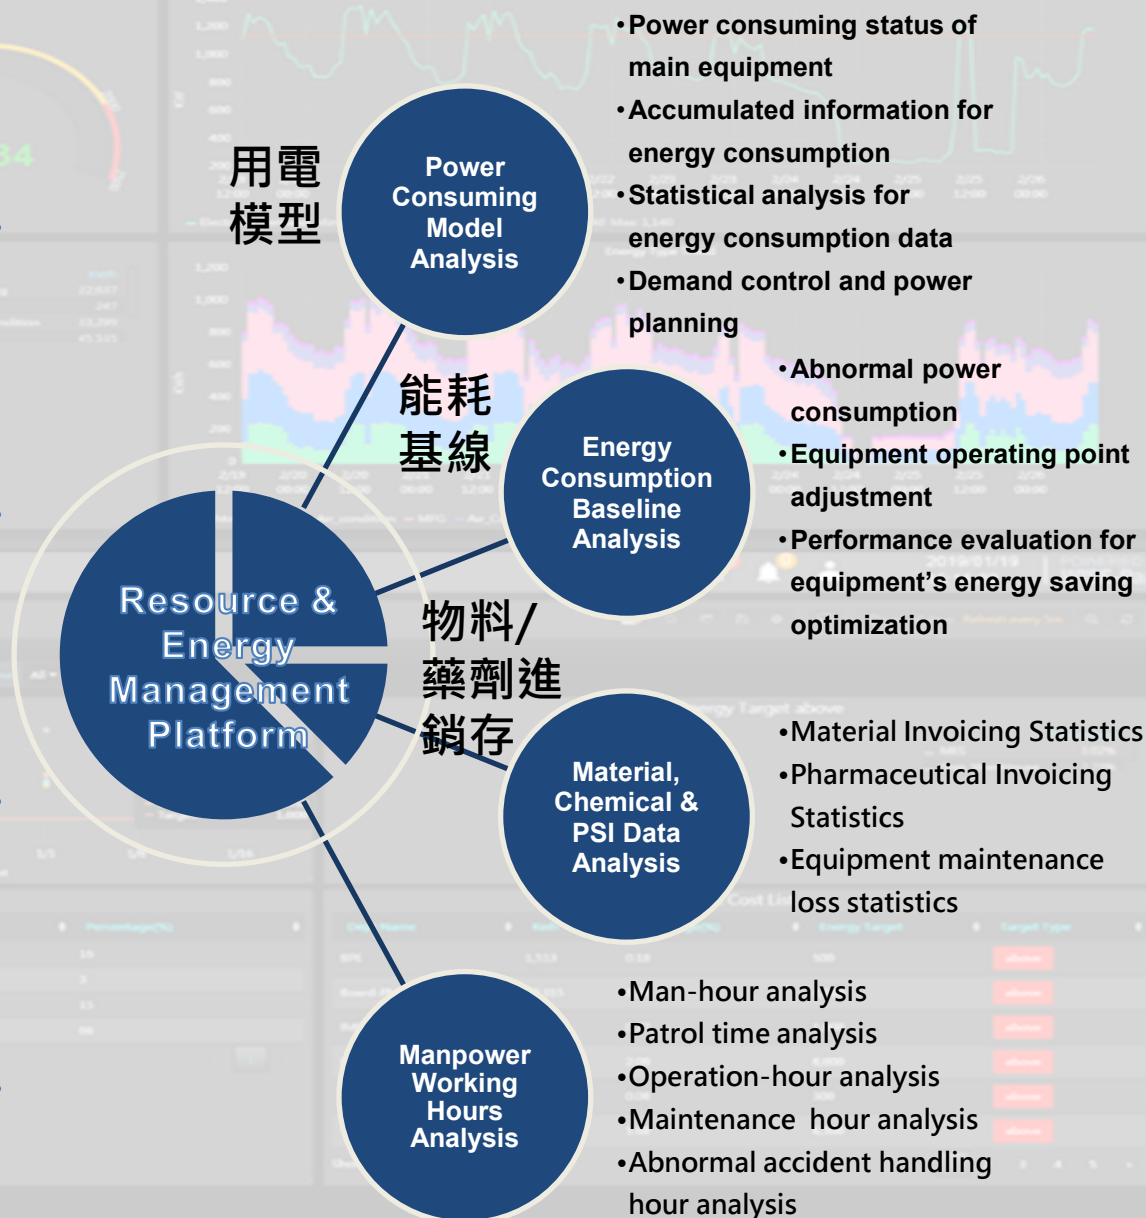 •Power consuming status of
main equipment
•Accumulated information for
energy consumption
•Statistical analysis for
energy consumption data
•Demand control and power
planning
用電
模型
Power
Consuming
Model
Analysis
能耗
基線
Energy
Consumption
Baseline
Analysis
•Abnormal power
consumption
•Equipment operating point
adjustment
•Performance evaluation for
equipment’s energy saving
optimization
Resource &
Energy
Management
Platform
物料/
藥劑進
銷存
Material,
Chemical &
PSI Data
Analysis
•Material Invoicing Statistics
•Pharmaceutical Invoicing
Statistics
•Equipment maintenance
loss statistics
Manpower
Working
Hours
Analysis
•Man-hour analysis
•Patrol time analysis
•Operation-hour analysis
•Maintenance hour analysis
•Abnormal accident handling
hour analysis